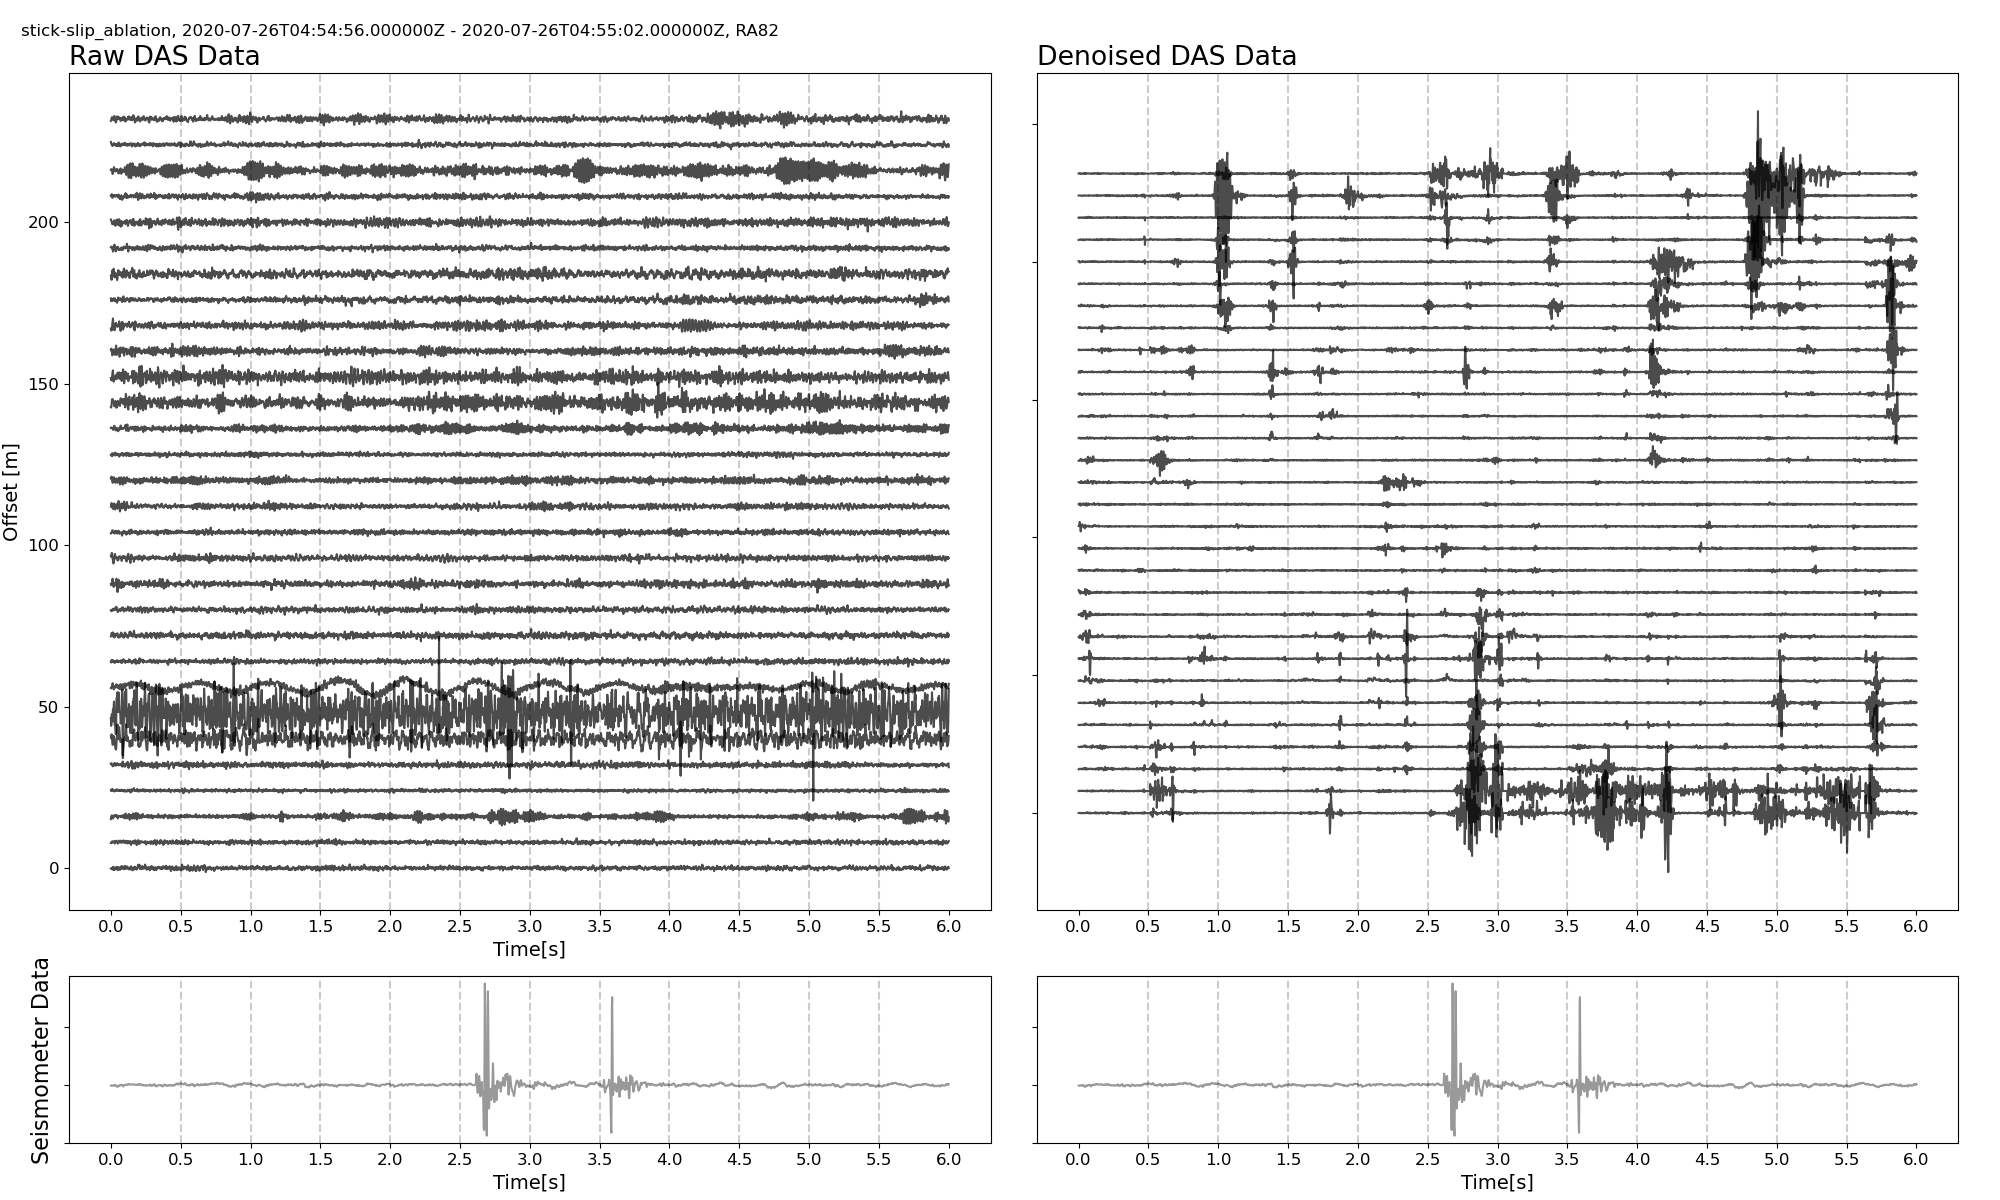 stick-slip_ablation, 2020-07-26T04:54:56.000000Z - 2020-07-26T04:55:02.000000Z, RA82
Raw DAS Data
Denoised DAS Data
Offset [m]
200
150
100
50
0
0.0 0.5 1.0 1.5 2.0 2.5 3.0 3.5 4.0 4.5 5.0 5.5 6.0
Time[s]
0.0 0.5 1.0 1.5 2.0 2.5 3.0 3.5 4.0 4.5 5.0 5.5 6.0
Seismometer Data
0.0 0.5 1.0 1.5 2.0 2.5 3.0 3.5 4.0 4.5 5.0 5.5 6.0
Time[s]
0.0 0.5 1.0 1.5 2.0 2.5 3.0 3.5 4.0 4.5 5.0 5.5 6.0
Time[s]